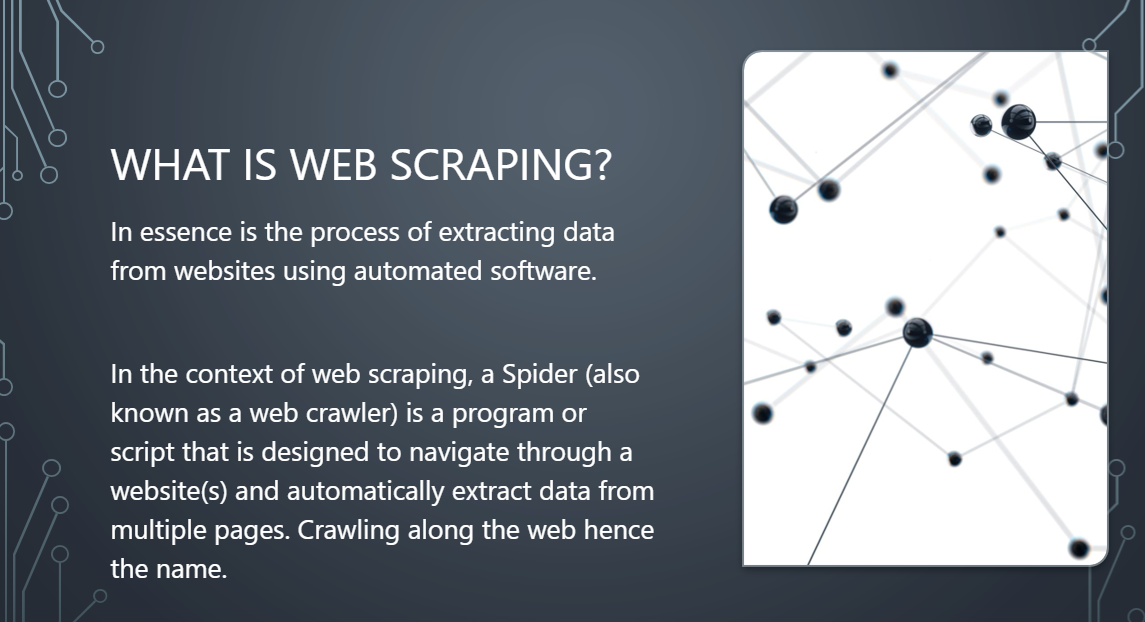 WHAT IS WEB SCRAPING?
In essence is the process of extracting data
from websites using automated software.
In the context of web scraping, a Spider (also
known as a web crawler) is a program or
script that is designed to navigate through a
website(s) and automatically extract data from
multiple pages. Crawling along the web hence
the name.